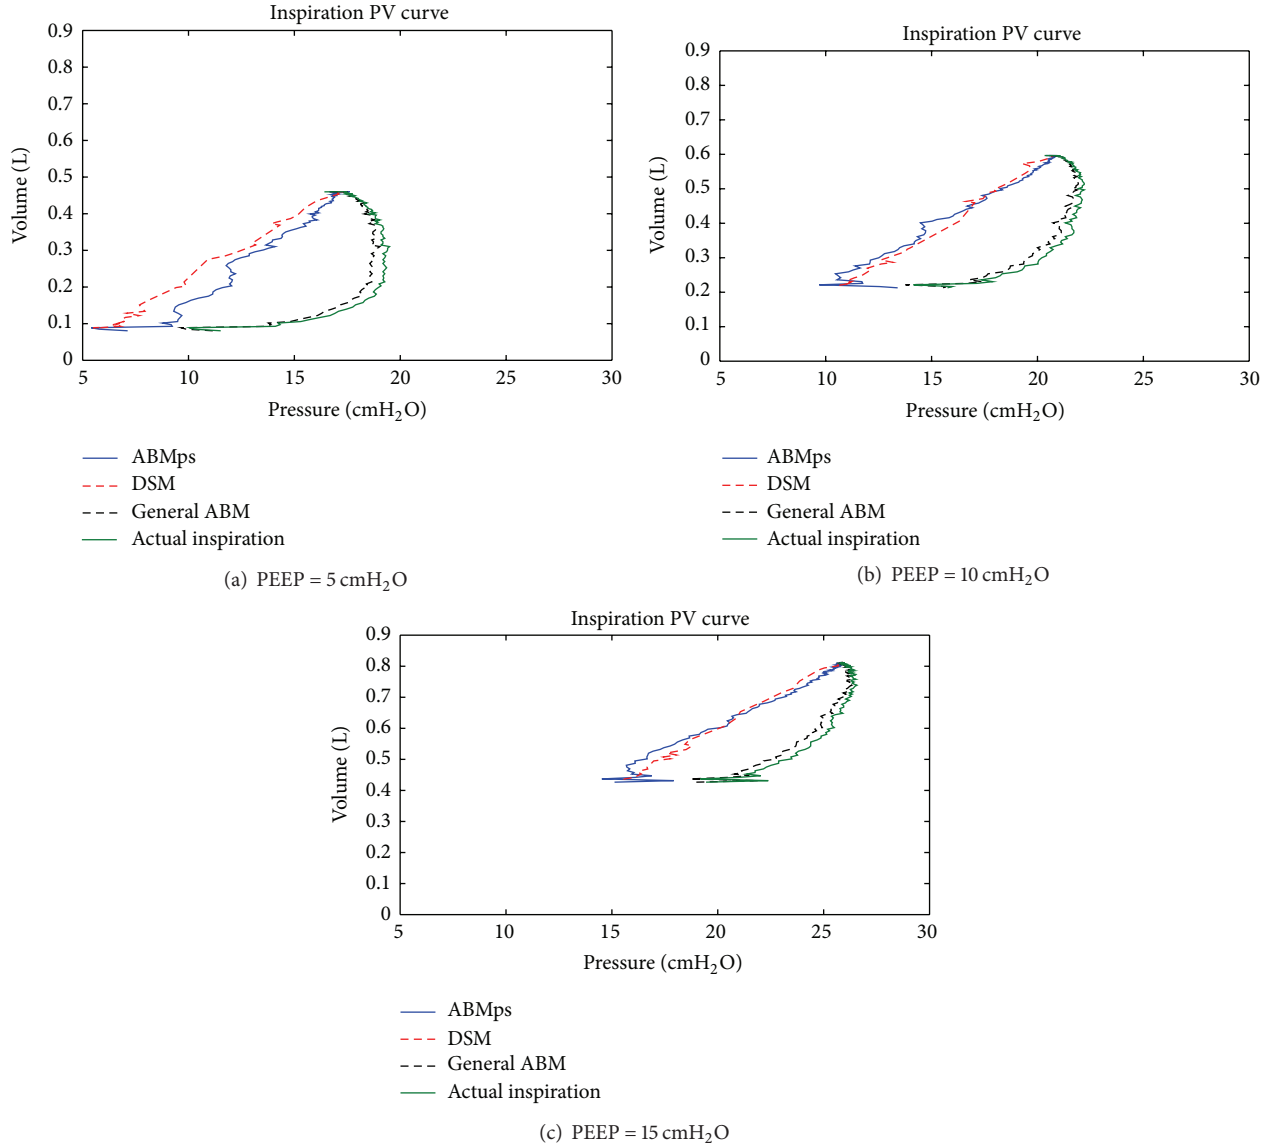 Inspiration PV curve
0.9
0.8
0.7
0.6
0.5
0.4
0.3
0.2
0.1
0
Volume (L)
5 10 15 20 25 30
Pressure (cmH₂O)
ABMps
DSM
General ABM
Actual inspiration
(a) PEEP = 5 cmH₂O
Inspiration PV curve
0.9
0.8
0.7
0.6
0.5
0.4
0.3
0.2
0.1
0
Volume (L)
5 10 15 20 25 30
Pressure (cmH₂O)
ABMps
DSM
General ABM
Actual inspiration
(b) PEEP = 10 cmH₂O
Inspiration PV curve
0.9
0.8
0.7
0.6
0.5
0.4
0.3
0.2
0.1
0
Volume (L)
5 10 15 20 25 30
Pressure (cmH₂O)
ABMps
DSM
General ABM
Actual inspiration
(c) PEEP = 15 cmH₂O